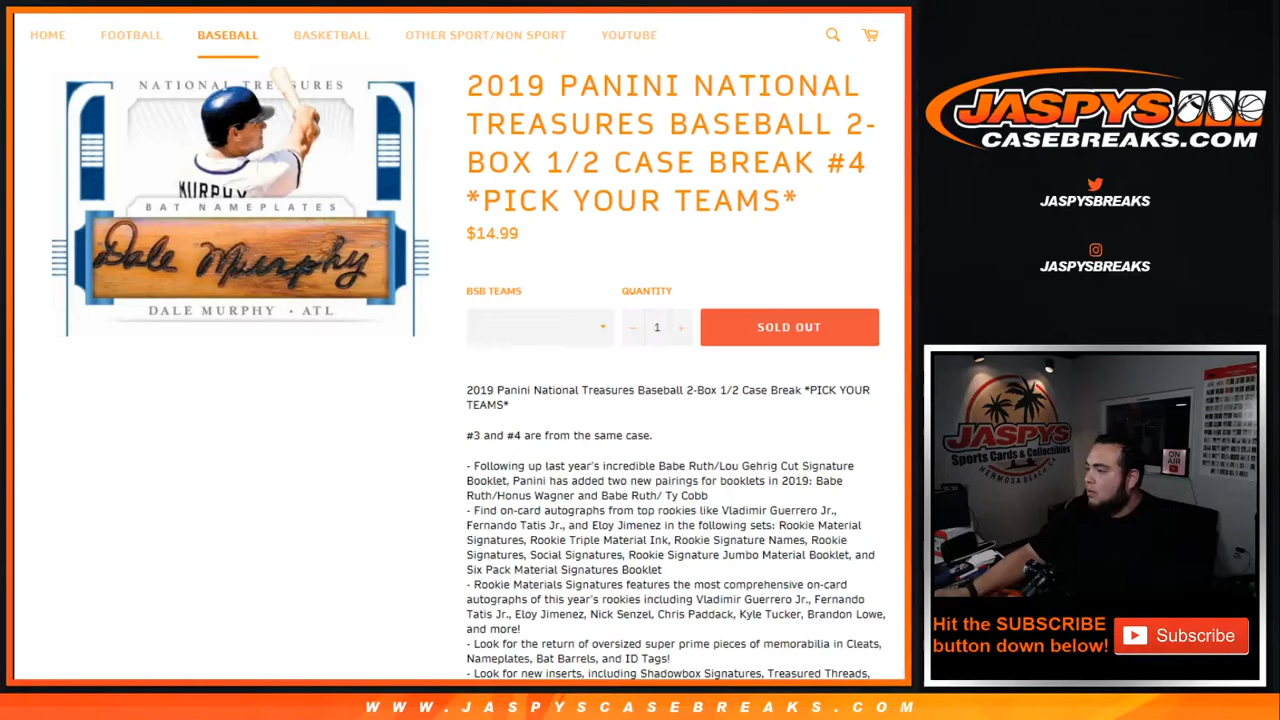 HOME
FOOTBALL
BASEBALL
BASKETBALL
OTHER SPORT/NON SPORT
YOUTUBE
NATIONAL TREASURES
MURPHY
BAT NAMEPLATES
Dale Murphy
DALE MURPHY • ATL
2019 PANINI NATIONAL
TREASURES BASEBALL 2-
BOX 1/2 CASE BREAK #4
*PICK YOUR TEAMS*
$14.99
BSB TEAMS
QUANTITY
− 1 +
SOLD OUT
2019 Panini National Treasures Baseball 2-Box 1/2 Case Break *PICK YOUR
TEAMS*
#3 and #4 are from the same case.
- Following up last year's incredible Babe Ruth/Lou Gehrig Cut Signature
Booklet, Panini has added two new pairings for booklets in 2019: Babe
Ruth/Honus Wagner and Babe Ruth/ Ty Cobb
- Find on-card autographs from top rookies like Vladimir Guerrero Jr.,
Fernando Tatis Jr., and Eloy Jimenez in the following sets: Rookie Material
Signatures, Rookie Triple Material Ink, Rookie Signature Names, Rookie
Signatures, Social Signatures, Rookie Signature Jumbo Material Booklet, and
Six Pack Material Signatures Booklet
- Rookie Materials Signatures features the most comprehensive on-card
autographs of this year's rookies including Vladimir Guerrero Jr., Fernando
Tatis Jr., Eloy Jimenez, Nick Senzel, Chris Paddack, Kyle Tucker, Brandon Lowe,
and more!
- Look for the return of oversized super prime pieces of memorabilia in Cleats,
Nameplates, Bat Barrels, and ID Tags!
- Look for new inserts, including Shadowbox Signatures, Treasured Threads,
JASPYS
CASEBREAKS.COM
JASPYSBREAKS
JASPYSBREAKS
JASPYS
Sports Cards & Collectibles
HERMOSA BEACH CA
ON
AIR
Hit the SUBSCRIBE
button down below!
Subscribe
WWW.JASPYSCASEBREAKS.COM